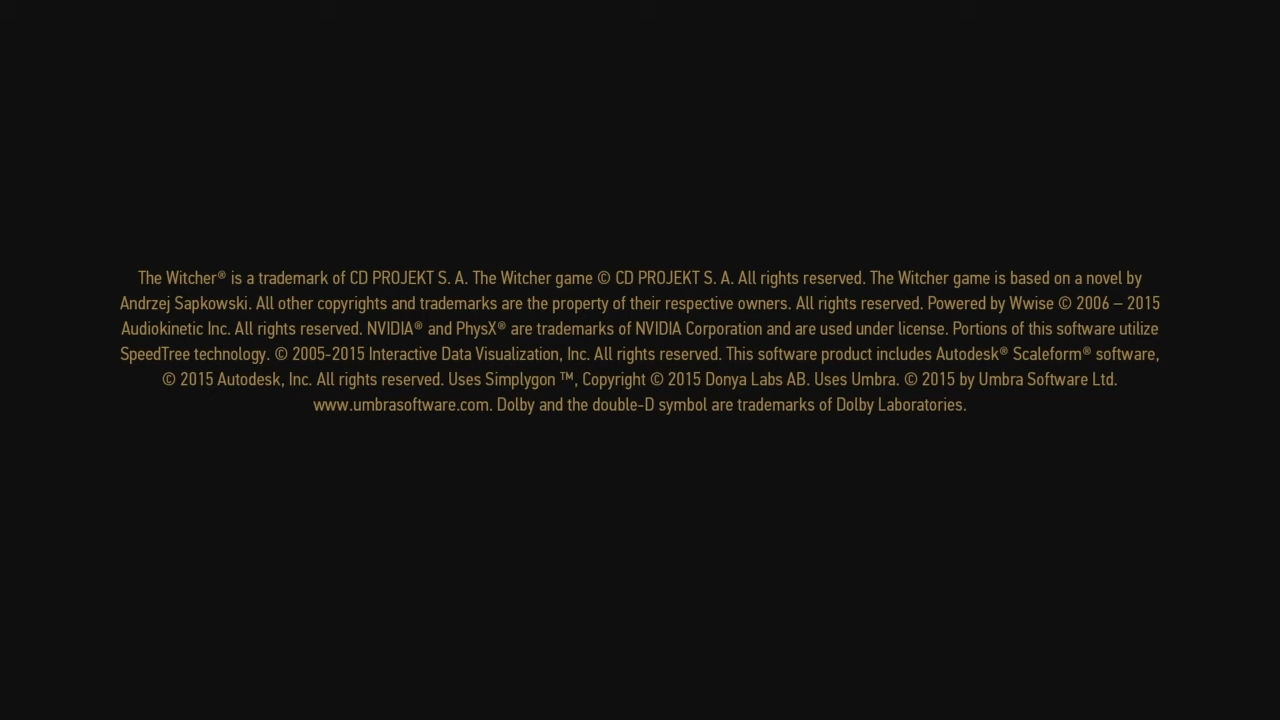 The Witcher® is a trademark of CD PROJEKT S. A. The Witcher game © CD PROJEKT S. A. All rights reserved. The Witcher game is based on a novel by
Andrzej Sapkowski. All other copyrights and trademarks are the property of their respective owners. All rights reserved. Powered by Wwise © 2006 – 2015
Audiokinetic Inc. All rights reserved. NVIDIA® and PhysX® are trademarks of NVIDIA Corporation and are used under license. Portions of this software utilize
SpeedTree technology. © 2005-2015 Interactive Data Visualization, Inc. All rights reserved. This software product includes Autodesk® Scaleform® software,
© 2015 Autodesk, Inc. All rights reserved. Uses Simplygon ™, Copyright © 2015 Donya Labs AB. Uses Umbra. © 2015 by Umbra Software Ltd.
www.umbrasoftware.com. Dolby and the double-D symbol are trademarks of Dolby Laboratories.